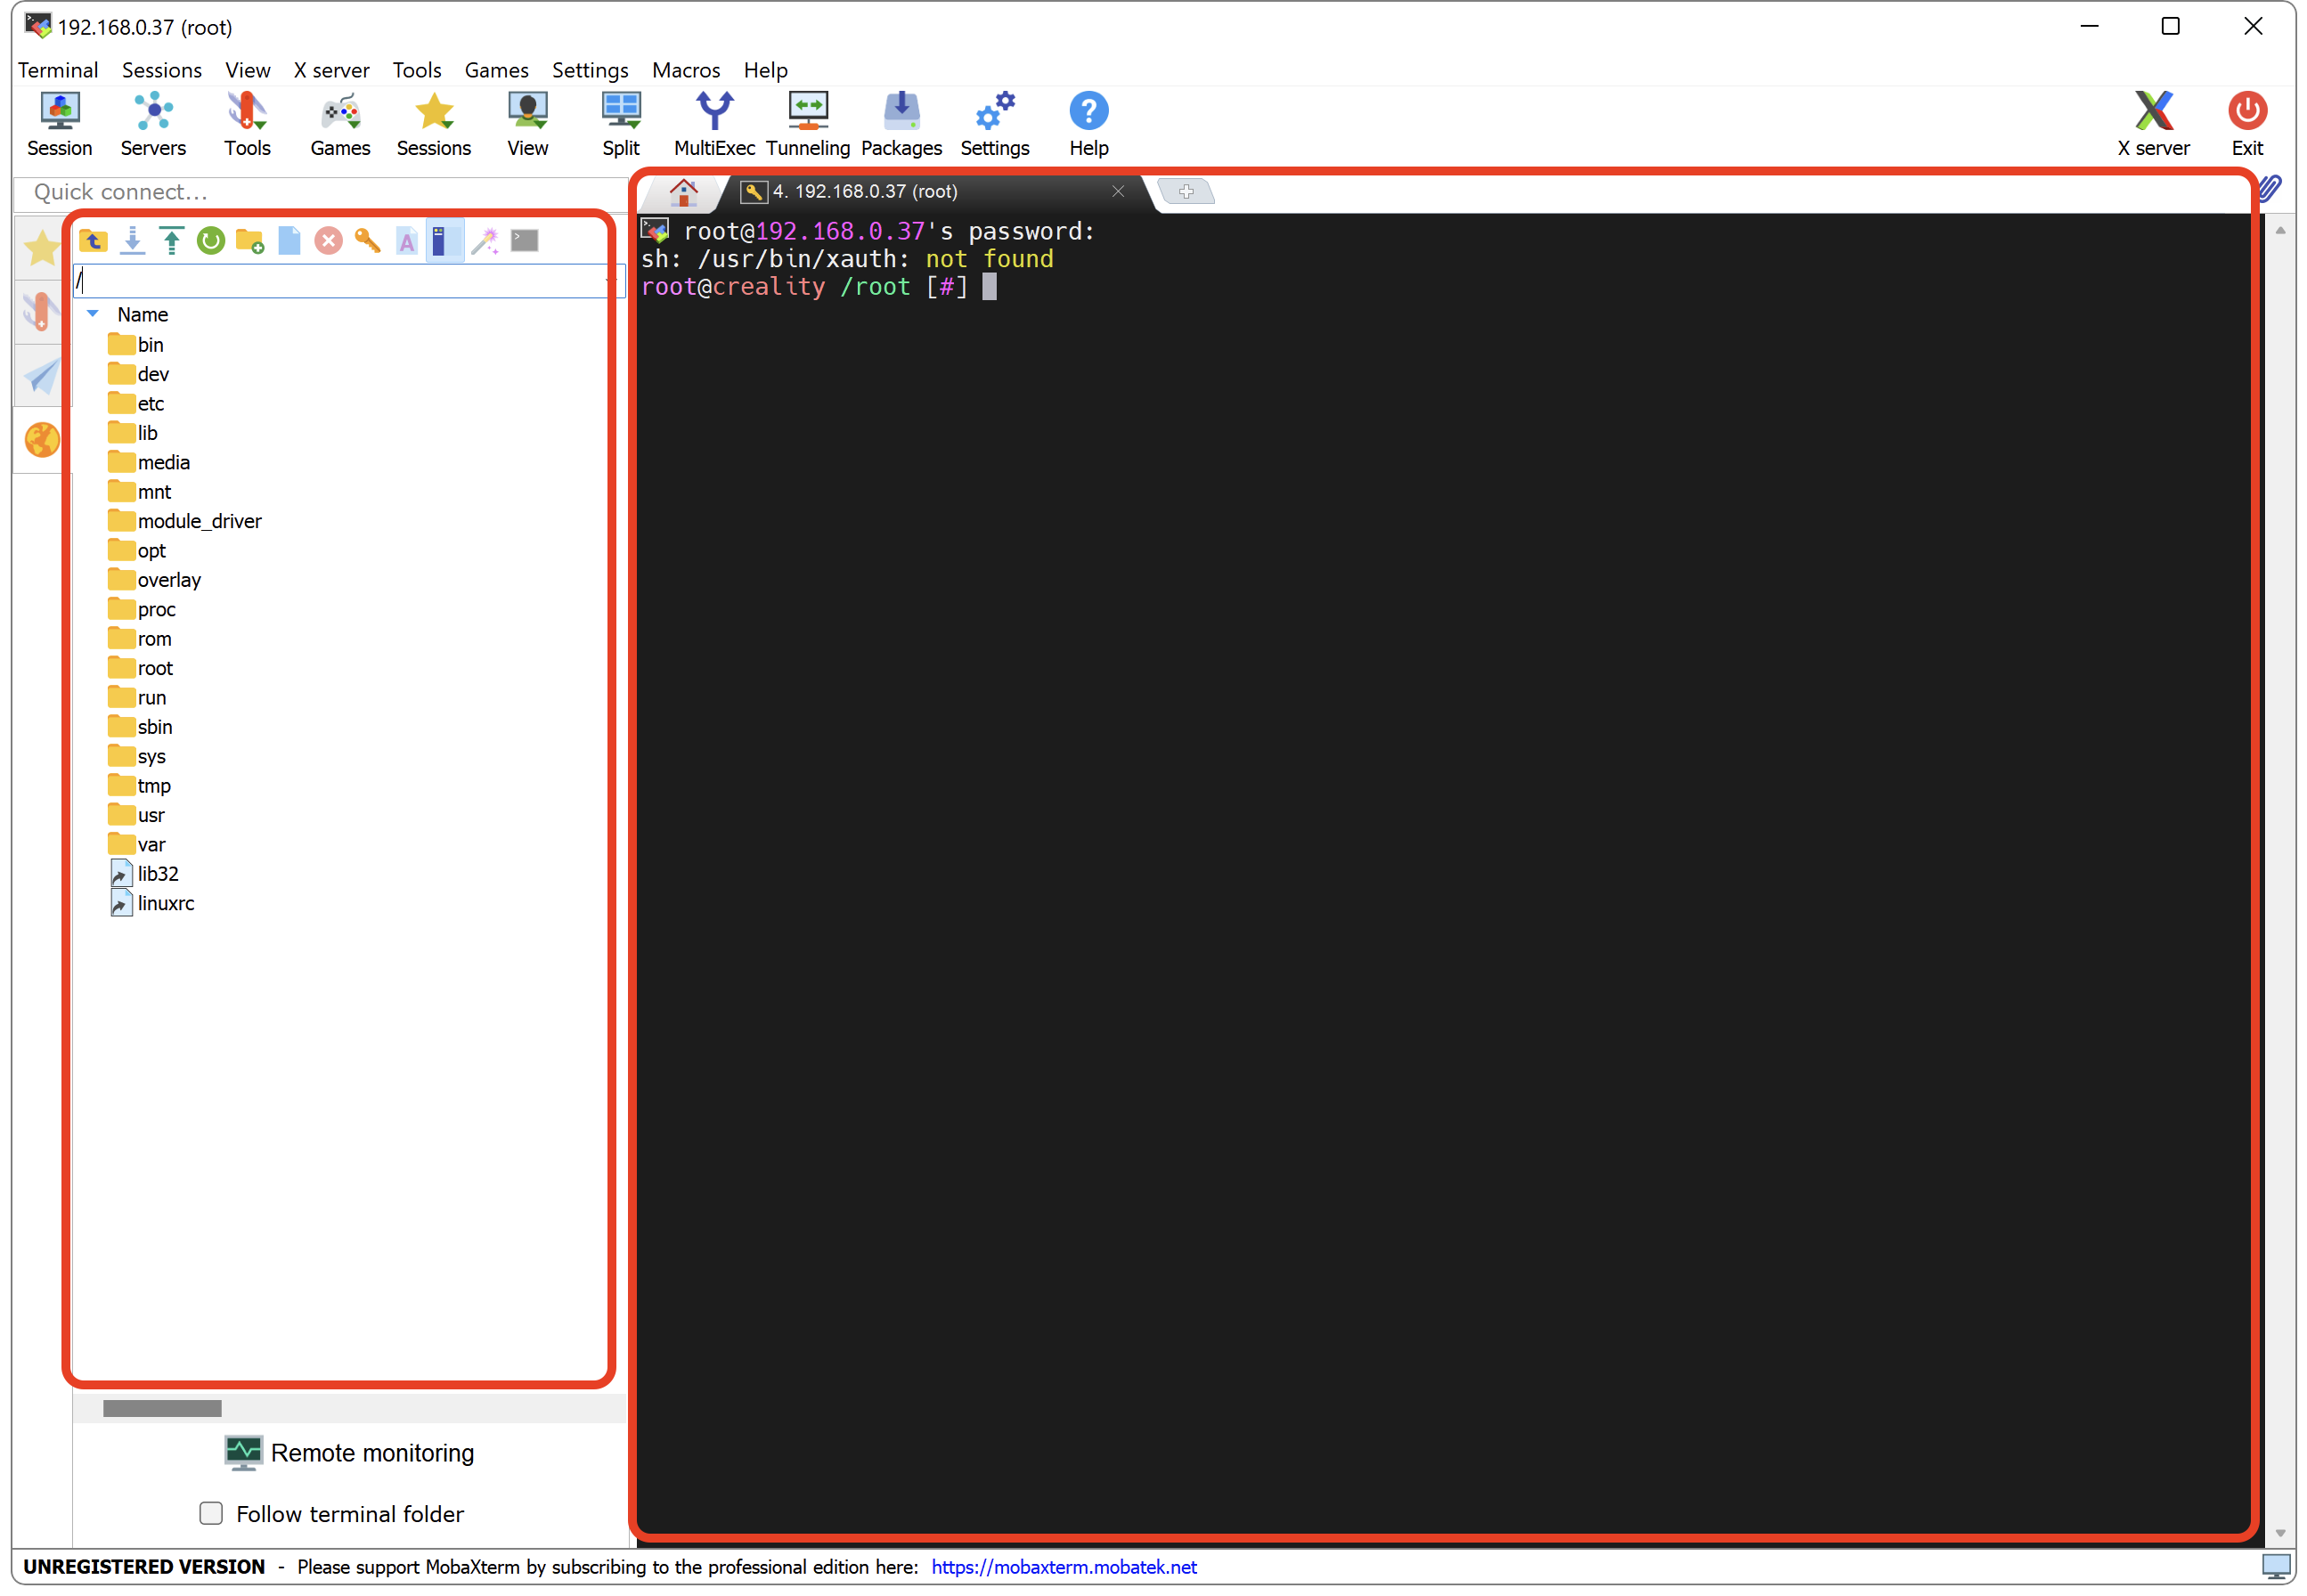 192.168.0.37 (root)
Terminal Sessions View X server Tools Games Settings Macros Help
Session Servers Tools Games Sessions View Split MultiExec Tunneling Packages Settings Help X server Exit
Quick connect...
4. 192.168.0.37 (root)
/
Name
bin
dev
etc
lib
media
mnt
module_driver
opt
overlay
proc
rom
root
run
sbin
sys
tmp
usr
var
lib32
linuxrc
Remote monitoring
Follow terminal folder
root@192.168.0.37's password:
sh: /usr/bin/xauth: not found
root@creality /root [#]
UNREGISTERED VERSION - Please support MobaXterm by subscribing to the professional edition here: https://mobaxterm.mobatek.net